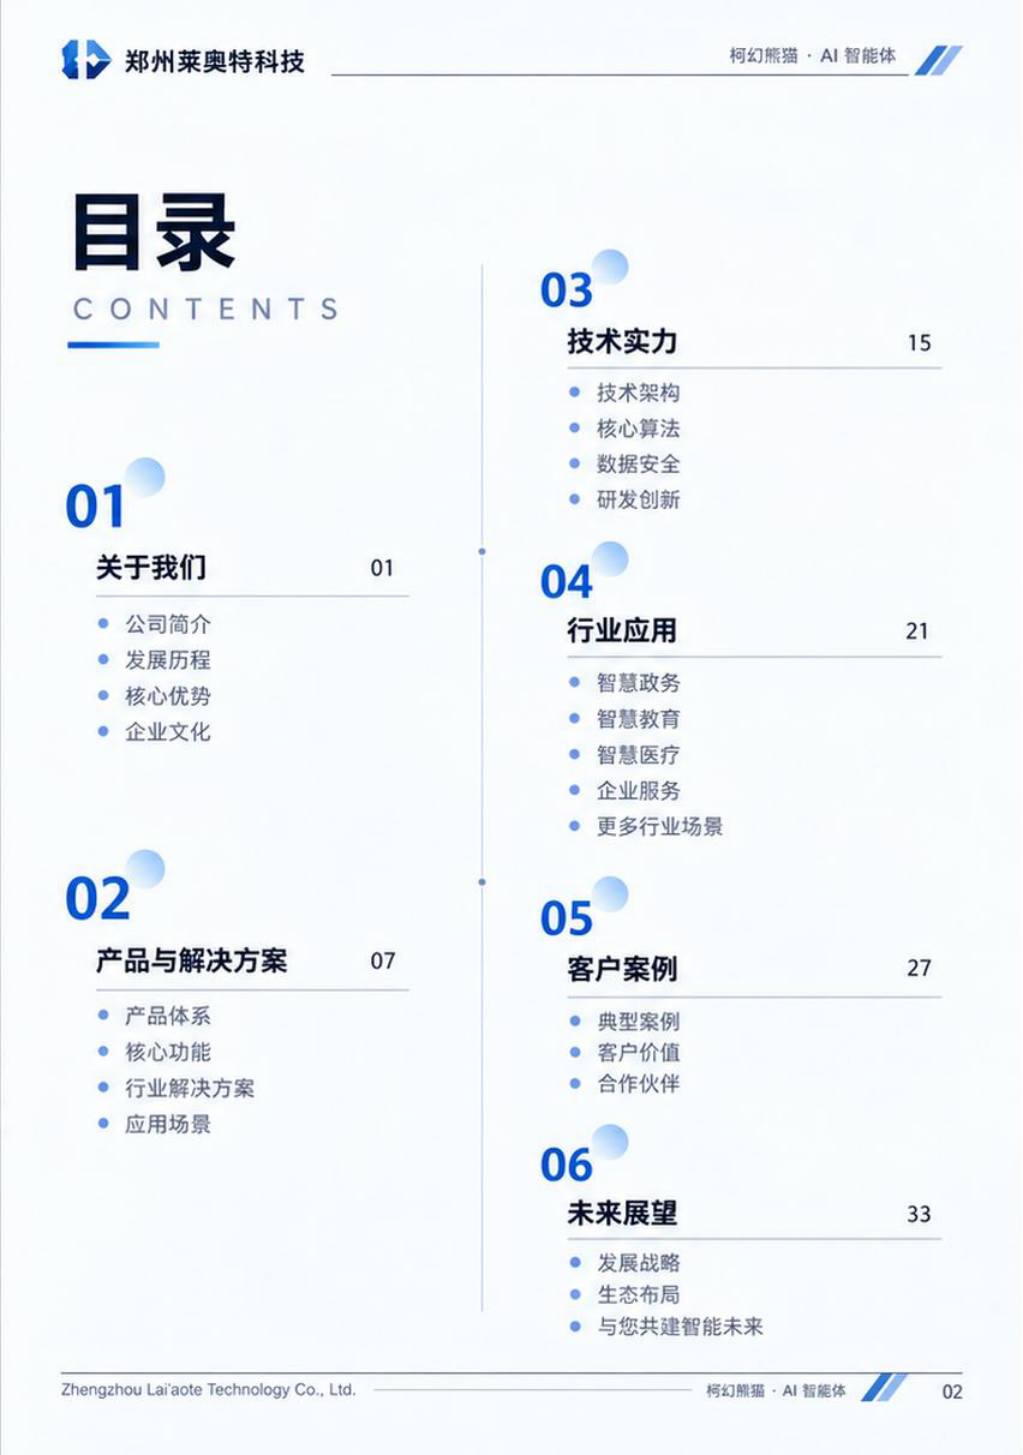 郑州莱奥特科技
柯幻熊猫 · AI 智能体
目录
CONTENTS
01
关于我们 01
公司简介
发展历程
核心优势
企业文化
02
产品与解决方案 07
产品体系
核心功能
行业解决方案
应用场景
03
技术实力 15
技术架构
核心算法
数据安全
研发创新
04
行业应用 21
智慧政务
智慧教育
智慧医疗
企业服务
更多行业场景
05
客户案例 27
典型案例
客户价值
合作伙伴
06
未来展望 33
发展战略
生态布局
与您共建智能未来
Zhengzhou Lai'aote Technology Co., Ltd.
柯幻熊猫 · AI 智能体
02